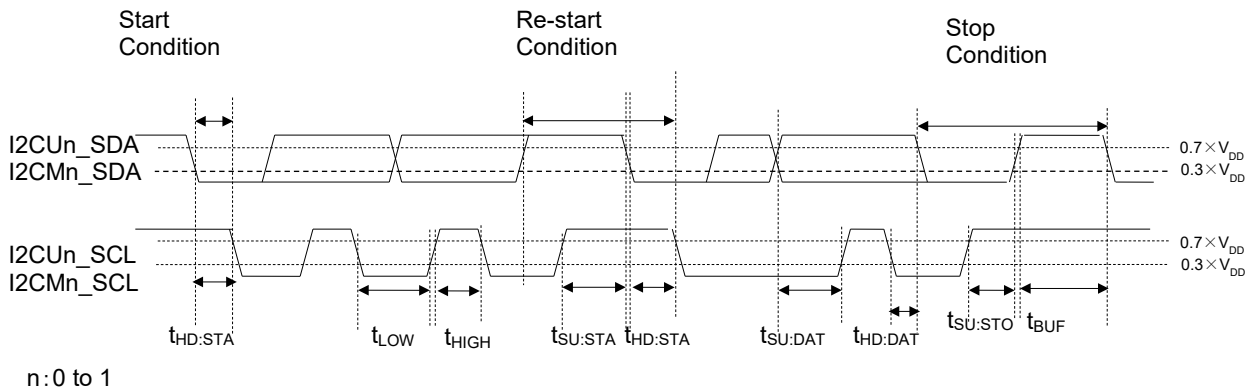 Start
Condition
Re-start
Condition
Stop
Condition
I2CUn_SDA
I2CMn_SDA
0.7×VDD
0.3×VDD
I2CUn_SCL
I2CMn_SCL
0.7×VDD
0.3×VDD
tHD:STA
tLOW
tHIGH
tSU:STA
tHD:STA
tSU:DAT
tHD:DAT
tSU:STO
tBUF
n:0 to 1